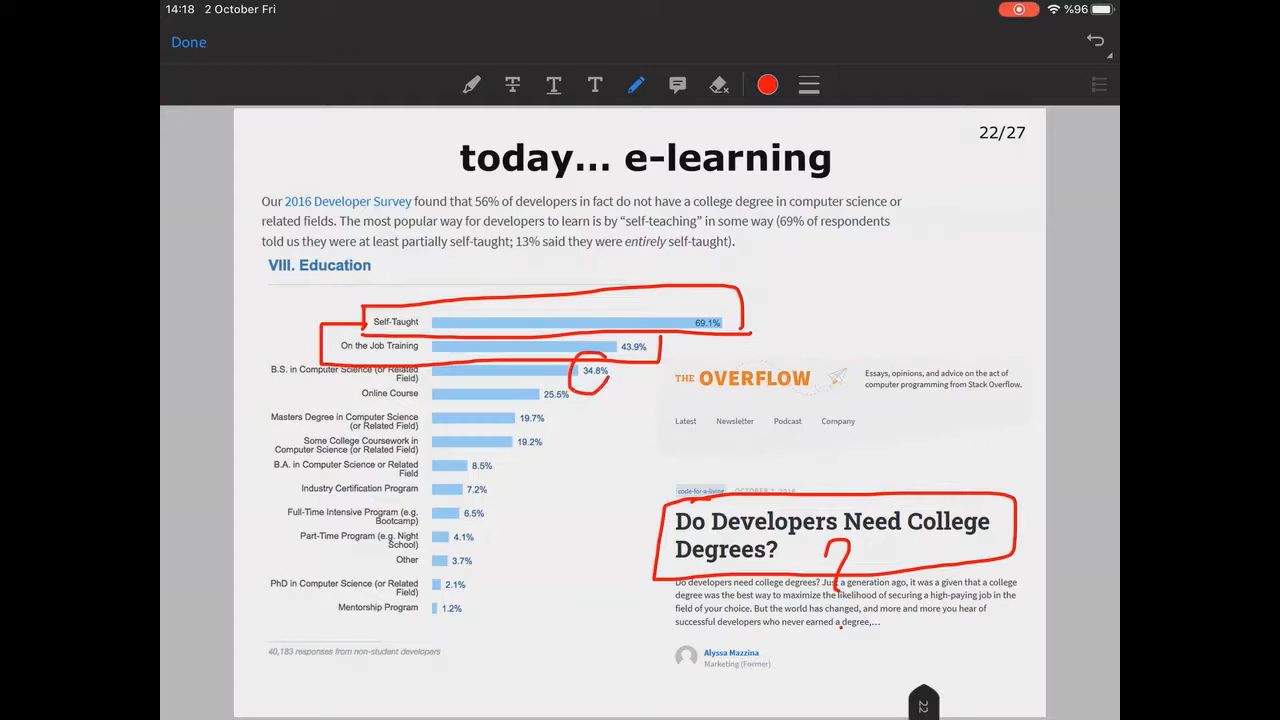 14:18 2 October Fri
%96
Done
T
T
T
22/27
today... e-learning
Our 2016 Developer Survey found that 56% of developers in fact do not have a college degree in computer science or
related fields. The most popular way for developers to learn is by “self-teaching” in some way (69% of respondents
told us they were at least partially self-taught; 13% said they were entirely self-taught).
VIII. Education
Self-Taught 69.1%
On the Job Training 43.9%
B.S. in Computer Science (or Related
Field) 34.8%
Online Course 25.5%
Masters Degree in Computer Science
(or Related Field) 19.7%
Some College Coursework in
Computer Science (or Related Field) 19.2%
B.A. in Computer Science or Related
Field 8.5%
Industry Certification Program 7.2%
Full-Time Intensive Program (e.g.
Bootcamp) 6.5%
Part-Time Program (e.g. Night
School) 4.1%
Other 3.7%
PhD in Computer Science (or Related
Field) 2.1%
Mentorship Program 1.2%
40,183 responses from non-student developers
THE OVERFLOW
Essays, opinions, and advice on the act of
computer programming from Stack Overflow.
Latest Newsletter Podcast Company
code-for-a-living OCTOBER 7, 2016
Do Developers Need College
Degrees?
?
Do developers need college degrees? Just a generation ago, it was a given that a college
degree was the best way to maximize the likelihood of securing a high-paying job in the
field of your choice. But the world has changed, and more and more you hear of
successful developers who never earned a degree,...
Alyssa Mazzina
Marketing (Former)
22